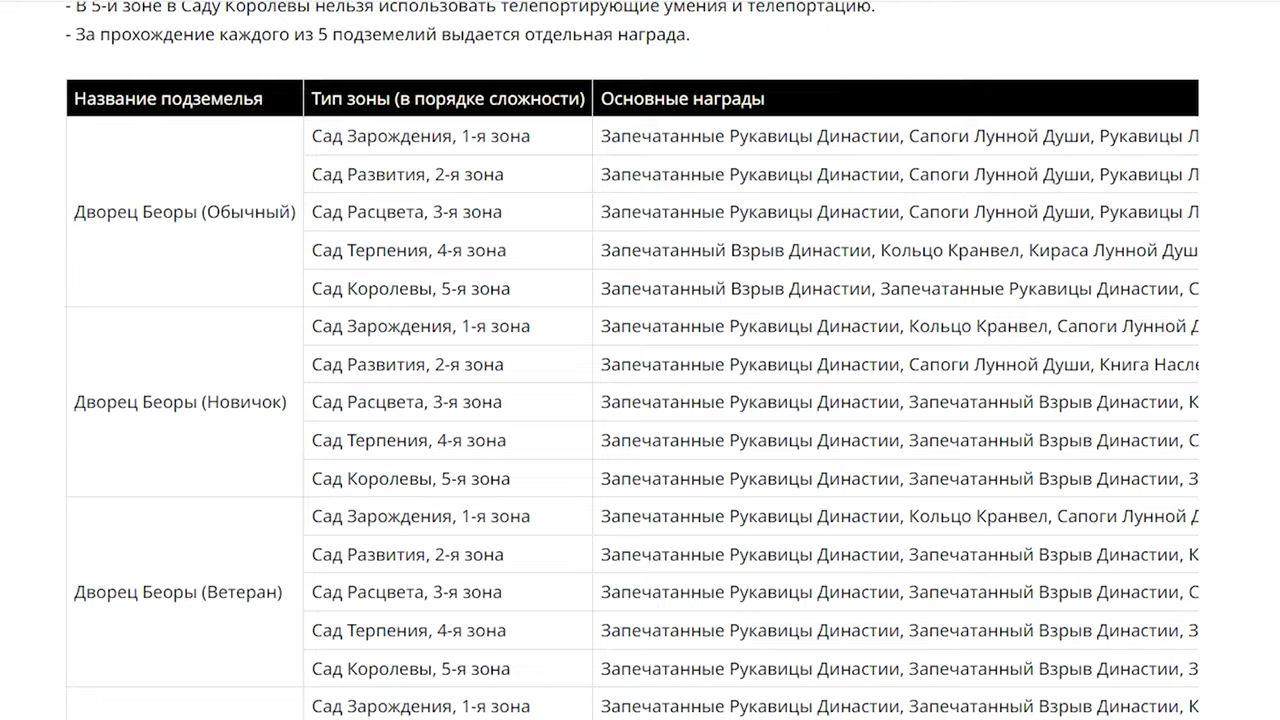 - В 5-й зоне в Саду Королевы нельзя использовать телепортирующие умения и телепортацию.
- За прохождение каждого из 5 подземелий выдается отдельная награда.
Название подземелья Тип зоны (в порядке сложности) Основные награды
Сад Зарождения, 1-я зона Запечатанные Рукавицы Династии, Сапоги Лунной Души, Рукавицы Л
Сад Развития, 2-я зона Запечатанные Рукавицы Династии, Сапоги Лунной Души, Рукавицы Л
Дворец Беоры (Обычный) Сад Расцвета, 3-я зона Запечатанные Рукавицы Династии, Сапоги Лунной Души, Рукавицы Л
Сад Терпения, 4-я зона Запечатанный Взрыв Династии, Кольцо Кранвел, Кираса Лунной Душ
Сад Королевы, 5-я зона Запечатанный Взрыв Династии, Запечатанные Рукавицы Династии, С
Сад Зарождения, 1-я зона Запечатанные Рукавицы Династии, Кольцо Кранвел, Сапоги Лунной Д
Сад Развития, 2-я зона Запечатанные Рукавицы Династии, Сапоги Лунной Души, Книга Насле
Дворец Беоры (Новичок) Сад Расцвета, 3-я зона Запечатанные Рукавицы Династии, Запечатанный Взрыв Династии, К
Сад Терпения, 4-я зона Запечатанные Рукавицы Династии, Запечатанный Взрыв Династии, С
Сад Королевы, 5-я зона Запечатанные Рукавицы Династии, Запечатанный Взрыв Династии, З
Сад Зарождения, 1-я зона Запечатанные Рукавицы Династии, Кольцо Кранвел, Сапоги Лунной Д
Сад Развития, 2-я зона Запечатанные Рукавицы Династии, Запечатанный Взрыв Династии, К
Дворец Беоры (Ветеран) Сад Расцвета, 3-я зона Запечатанные Рукавицы Династии, Запечатанный Взрыв Династии, С
Сад Терпения, 4-я зона Запечатанные Рукавицы Династии, Запечатанный Взрыв Династии, З
Сад Королевы, 5-я зона Запечатанные Рукавицы Династии, Запечатанный Взрыв Династии, З
Сад Зарождения, 1-я зона Запечатанные Рукавицы Династии, Запечатанный Взрыв Династии, К